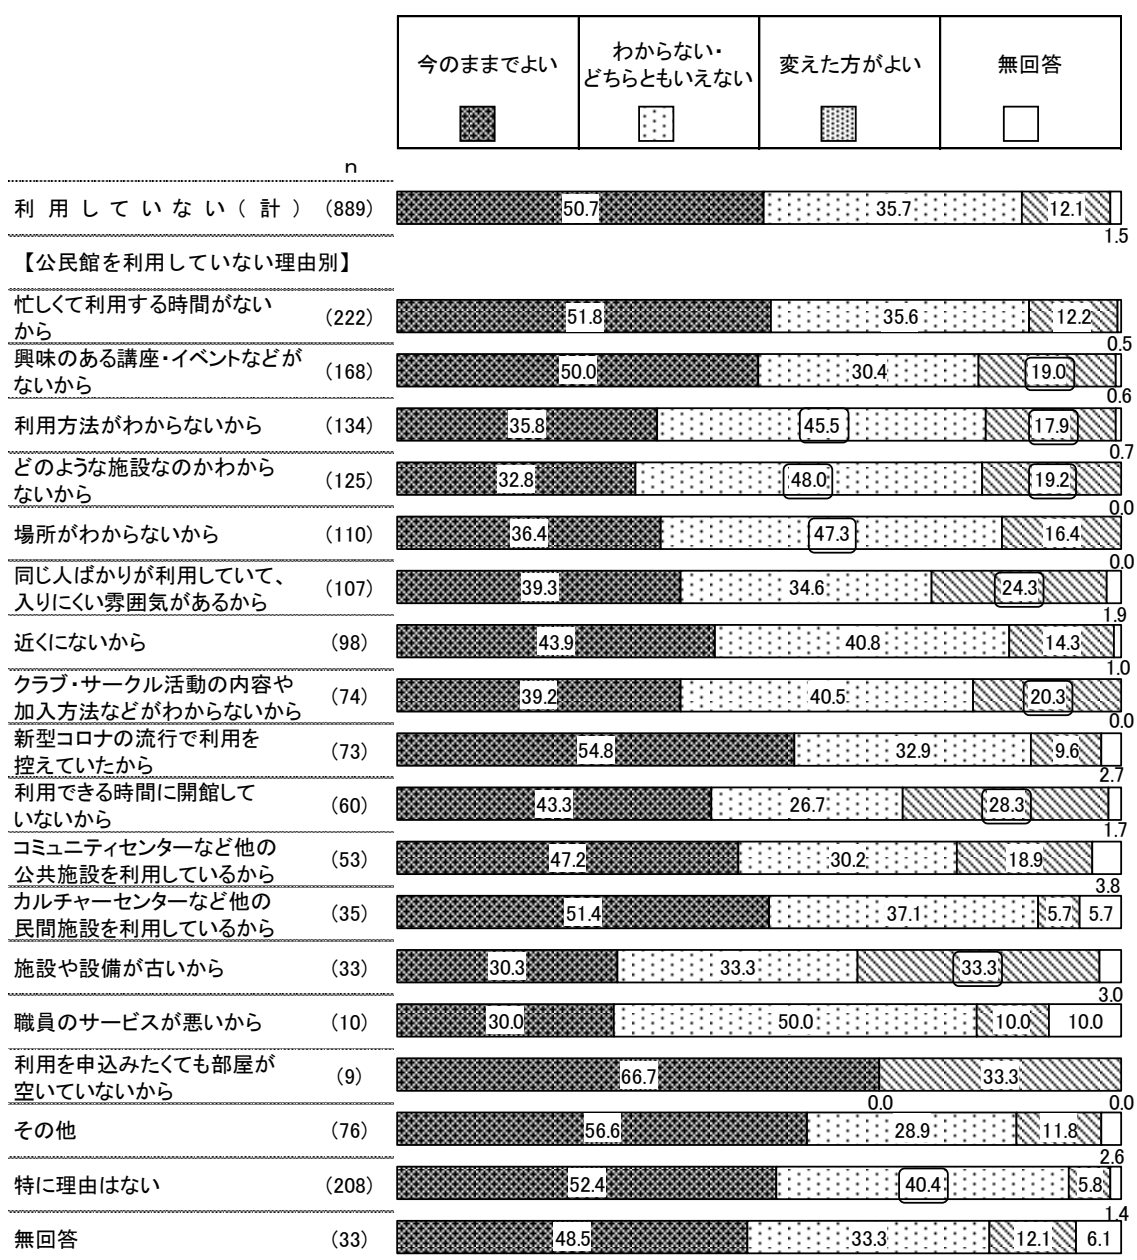 今のままでよい
わからない・
どちらともいえない
変えた方がよい
無回答
n
利用していない(計) (889) 50.7 35.7 12.1
1.5
【公民館を利用していない理由別】
忙しくて利用する時間がない
から
(222) 51.8 35.6 12.2
0.5
興味のある講座・イベントなどが
ないから
(168) 50.0 30.4 19.0
0.6
利用方法がわからないから (134) 35.8 45.5 17.9
0.7
どのような施設なのかわから
ないから
(125) 32.8 48.0 19.2
0.0
場所がわからないから (110) 36.4 47.3 16.4
0.0
同じ人ばかりが利用していて、
入りにくい雰囲気があるから
(107) 39.3 34.6 24.3
1.9
近くにないから (98) 43.9 40.8 14.3
1.0
クラブ・サークル活動の内容や
加入方法などがわからないから
(74) 39.2 40.5 20.3
0.0
新型コロナの流行で利用を
控えていたから
(73) 54.8 32.9 9.6
2.7
利用できる時間に開館して
いないから
(60) 43.3 26.7 28.3
1.7
コミュニティセンターなど他の
公共施設を利用しているから
(53) 47.2 30.2 18.9
3.8
カルチャーセンターなど他の
民間施設を利用しているから
(35) 51.4 37.1 5.7 5.7
施設や設備が古いから (33) 30.3 33.3 33.3
3.0
職員のサービスが悪いから (10) 30.0 50.0 10.0 10.0
利用を申込みたくても部屋が
空いていないから
(9) 66.7 33.3
0.0 0.0
その他 (76) 56.6 28.9 11.8
2.6
特に理由はない (208) 52.4 40.4 5.8
1.4
無回答 (33) 48.5 33.3 12.1 6.1